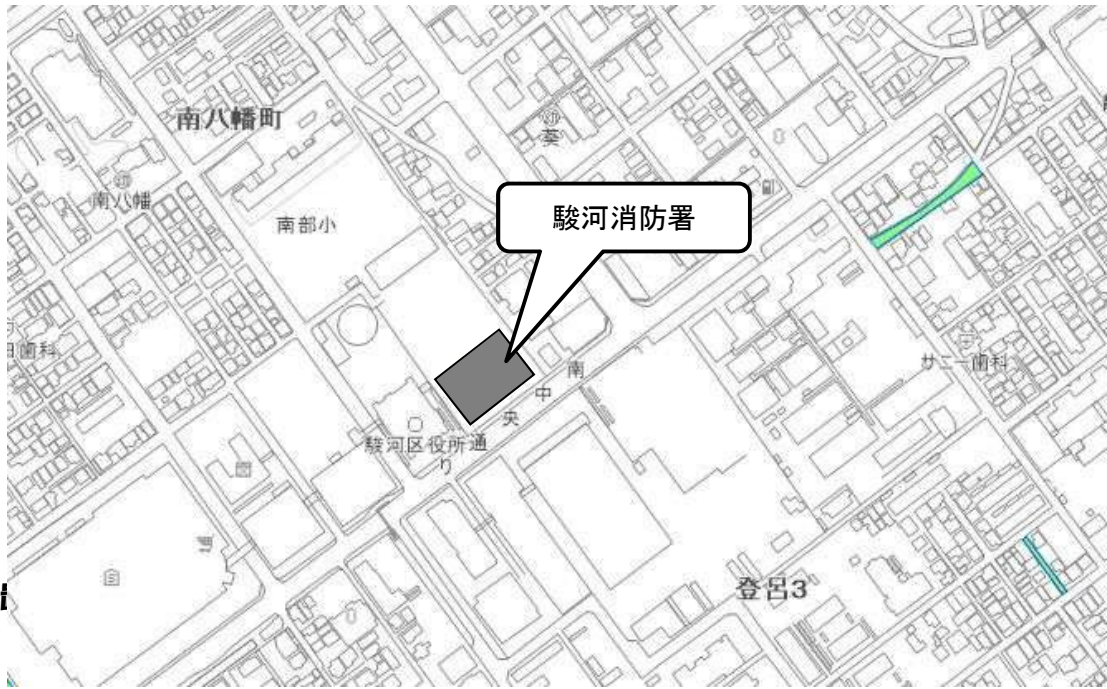 南八幡町
葵
南八幡
南部小
駿河消防署
歯科
サニー歯科
南中央通り
駿河区役所
登呂3